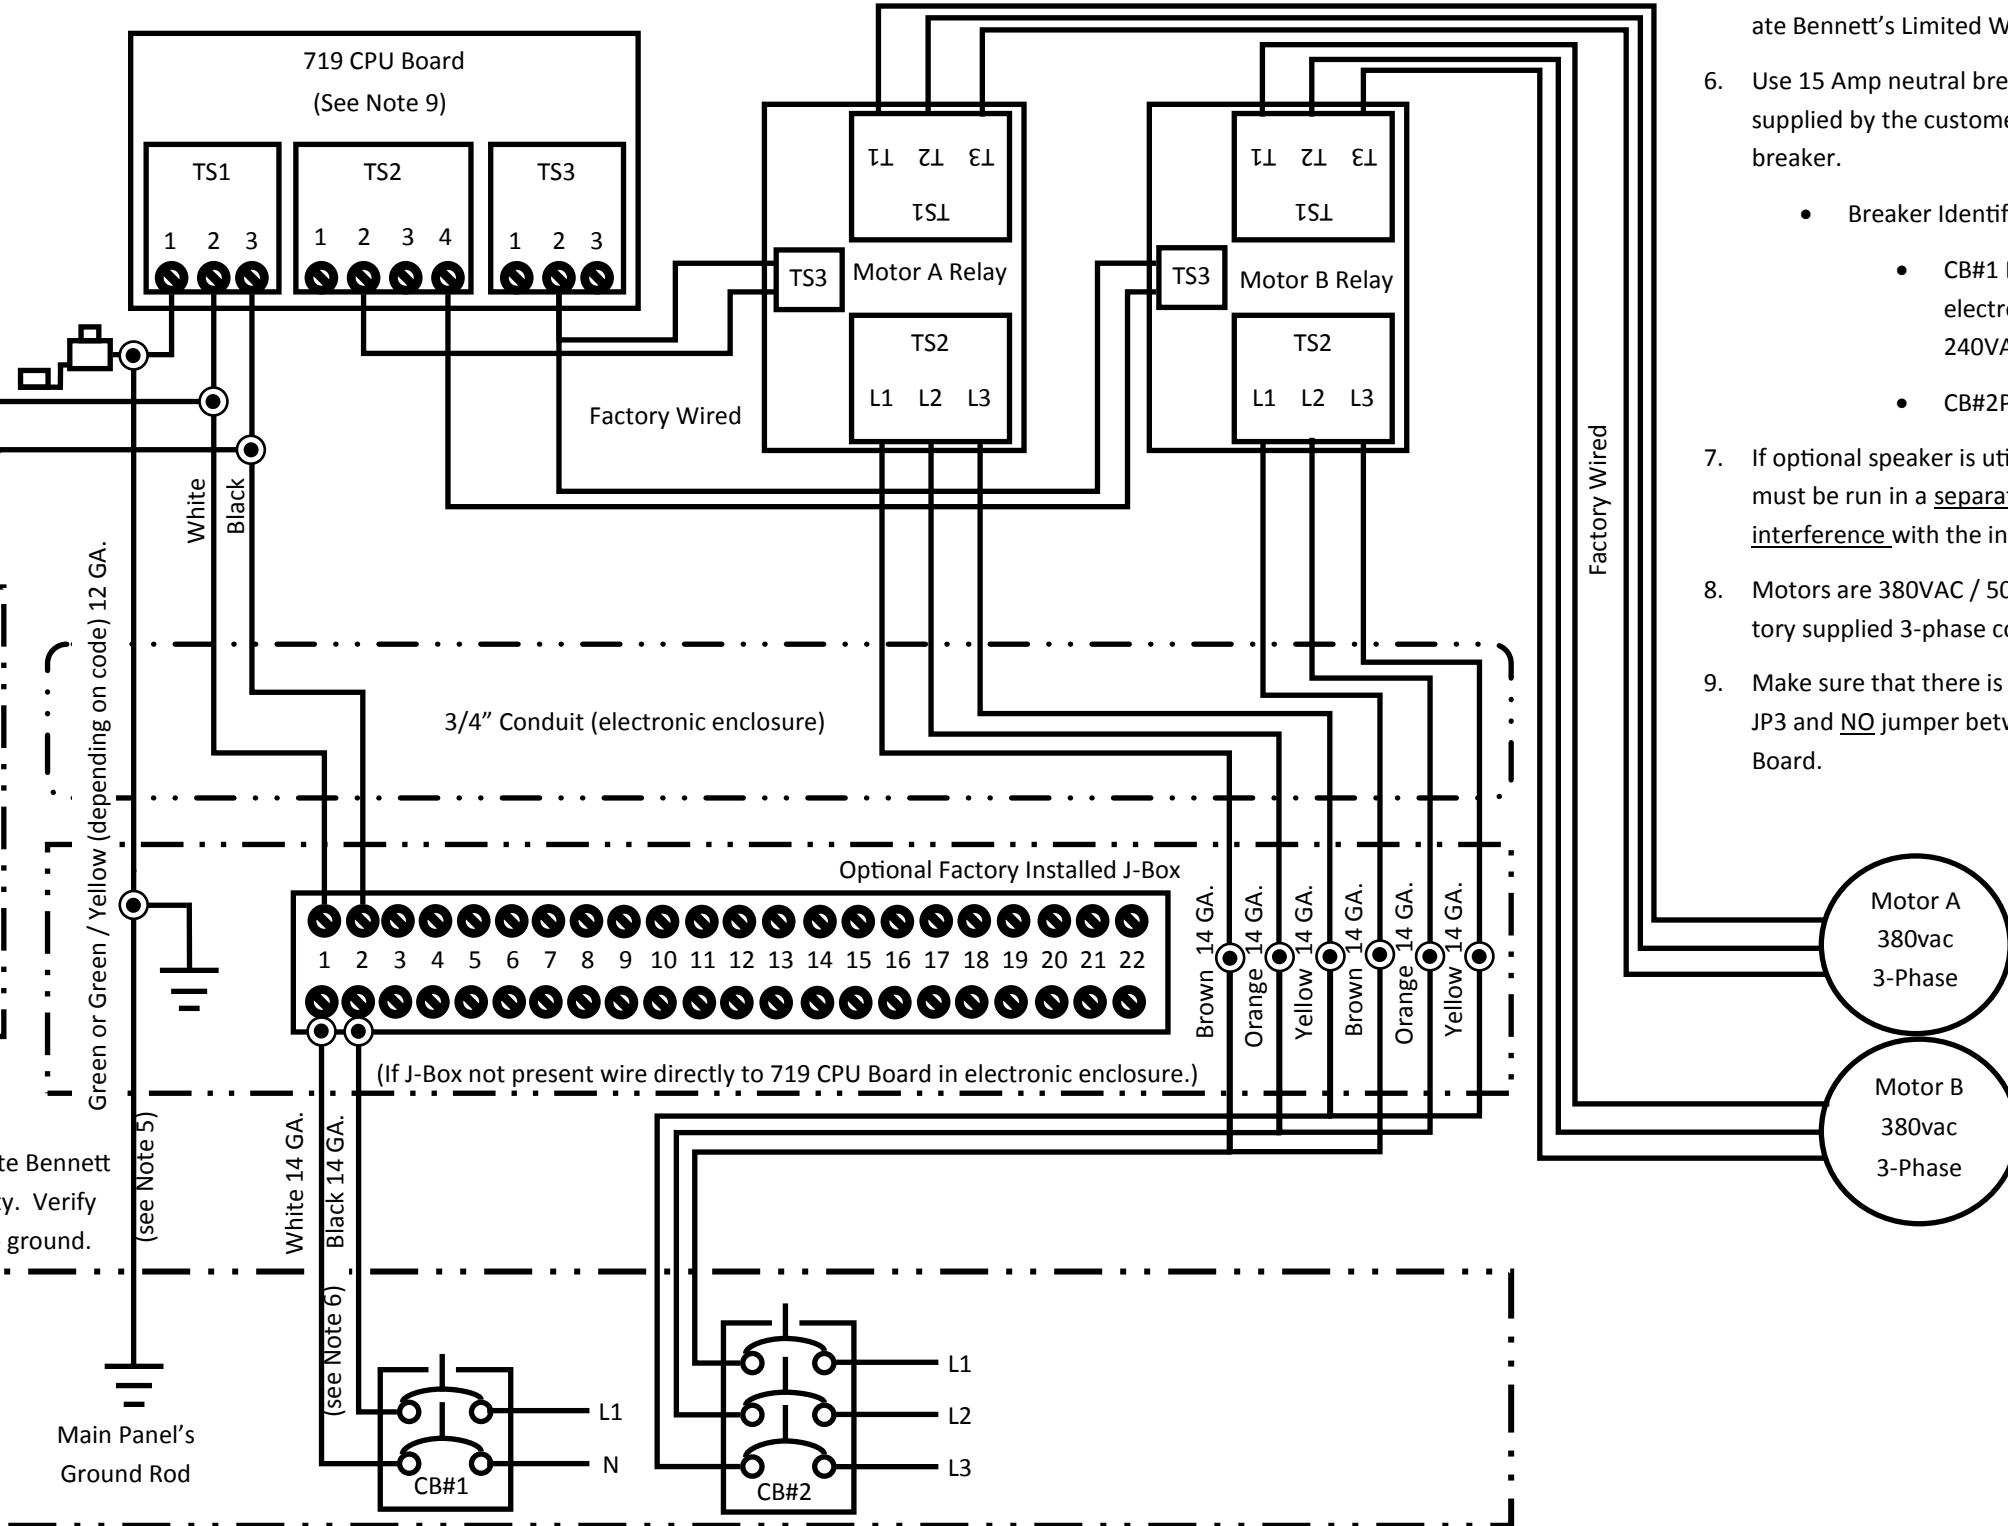 719 CPU Board
(See Note 9)
TS1
1 2 3
TS2
1 2 3 4
TS3
1 2 3
T1 T2 T3
TS1
TS3
Motor A Relay
TS2
L1 L2 L3
T1 T2 T3
TS1
TS3
Motor B Relay
TS2
L1 L2 L3
Factory Wired
Factory Wired
White
Black
Green or Green / Yellow (depending on code) 12 GA.
(see Note 5)
3/4” Conduit (electronic enclosure)
Optional Factory Installed J-Box
1 2 3 4 5 6 7 8 9 10 11 12 13 14 15 16 17 18 19 20 21 22
(If J-Box not present wire directly to 719 CPU Board in electronic enclosure.)
Brown 14 GA.
Orange 14 GA.
Yellow 14 GA.
Brown 14 GA.
Orange 14 GA.
Yellow 14 GA.
White 14 GA.
Black 14 GA.
(see Note 6)
te Bennett
y. Verify
ground.
Main Panel’s
Ground Rod
L1
N
CB#1
L1
L2
L3
CB#2
Motor A
380vac
3-Phase
Motor B
380vac
3-Phase
ate Bennett’s Limited W
6. Use 15 Amp neutral bre
supplied by the custome
breaker.
• Breaker Identif
• CB#1
electr
240VA
• CB#2P
7. If optional speaker is uti
must be run in a separat
interference with the in
8. Motors are 380VAC / 50
tory supplied 3-phase co
9. Make sure that there is
JP3 and NO jumper betw
Board.